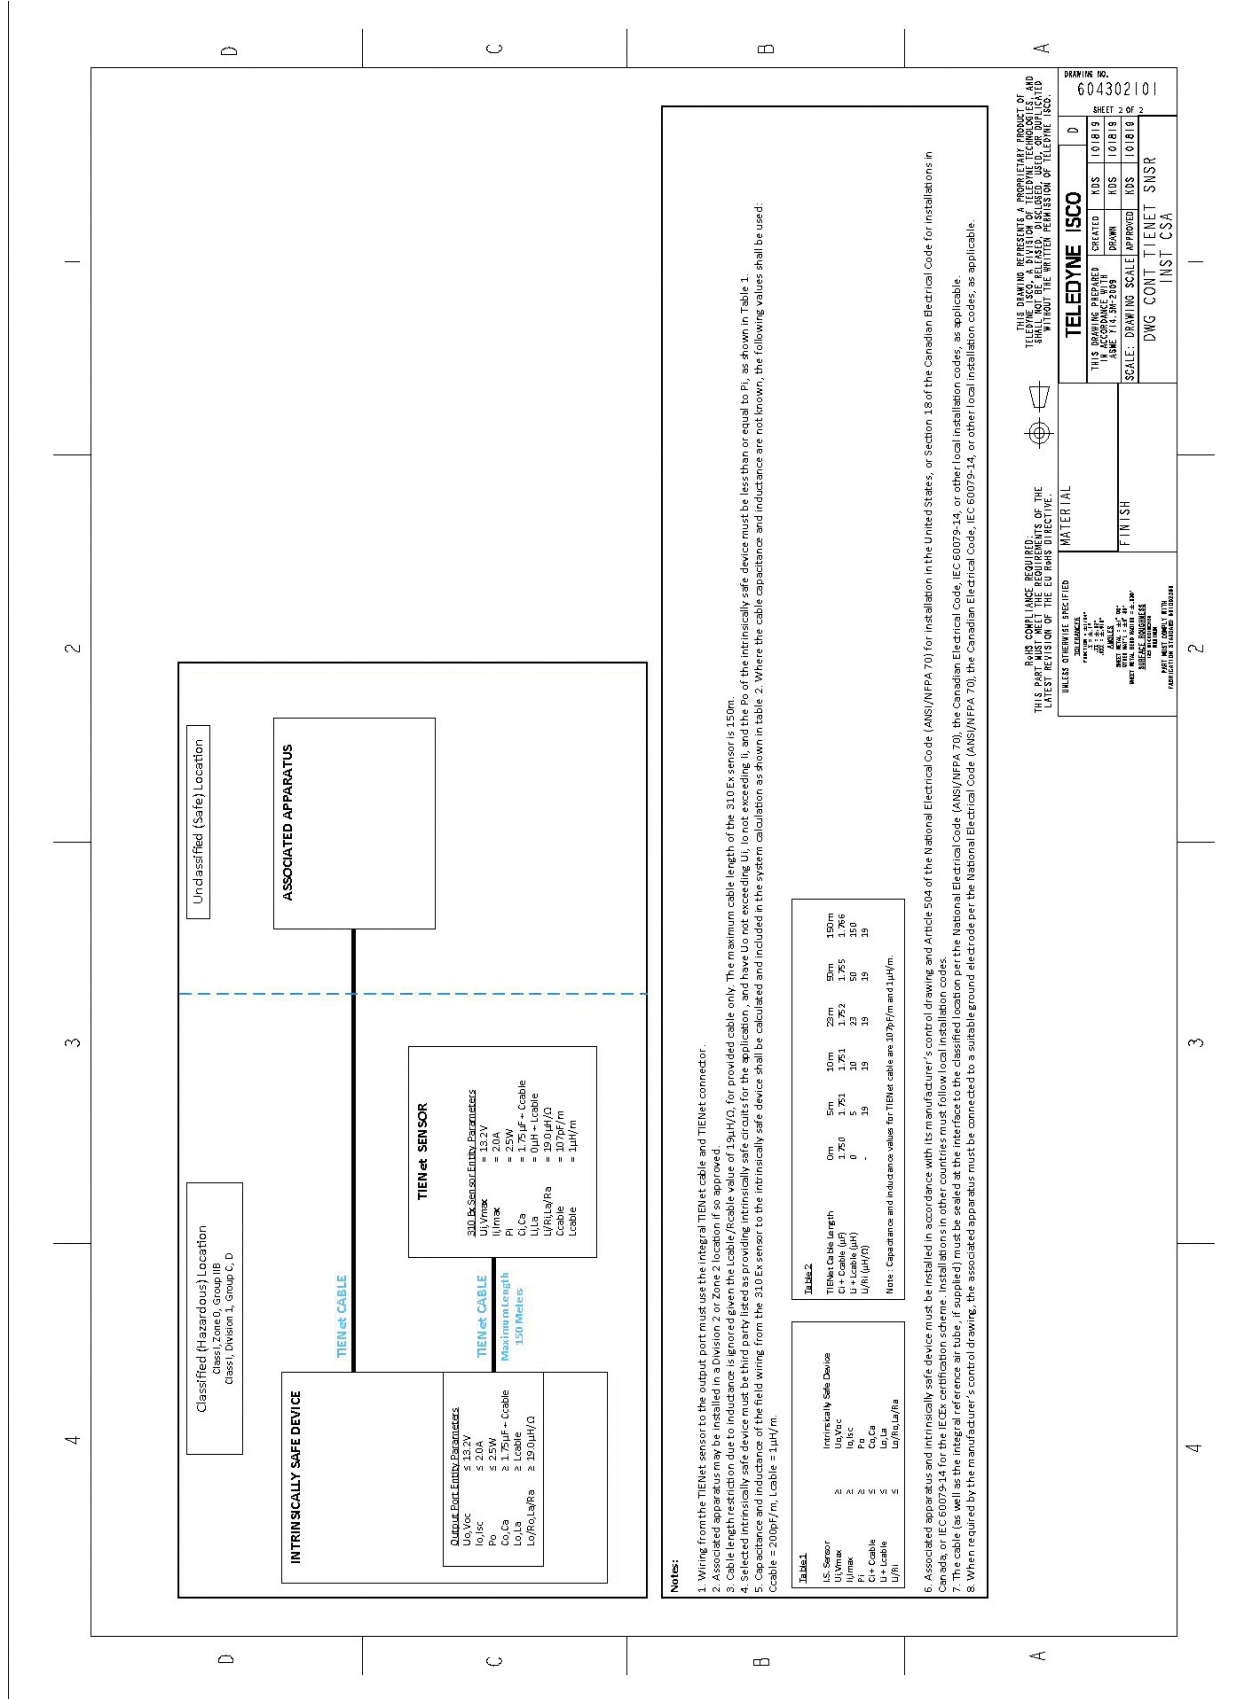 D
C
B
A
1
2
3
4
Classified (Hazardous) Location
Class I, Zone 0, Group IIB
Class I, Division 1, Group C, D
Unclassified (Safe) Location
INTRINSICALLY SAFE DEVICE
Output Port Entity Parameters
Uo,Voc ≤ 13.2V
Io,Isc ≤ 2.0A
Po ≤ 25W
Co,Ca ≥ 1.75µF + Ccable
Lo,La ≥ Lcable
Lo/Ro,La/Ra ≥ 19.0µH/Ω
TIENet CABLE
TIENet CABLE
Maximum Length
150 Meters
TIENet SENSOR
310 Ex Sensor Entity Parameters
Ui,Vmax = 13.2V
Ii,Imax = 2.0A
Pi = 25W
Ci,Ca = 1.75µF + Ccable
Li,La = 0µH + Lcable
Li/Ri,La/Ra = 19.0µH/Ω
Ccable = 107pF/m
Lcable = 1µH/m
ASSOCIATED APPARATUS
Notes:
1. Wiring from the TIENet sensor to the output port must use the integral TIENet cable and TIENet connector.
2. Associated apparatus may be installed in a Division 2 or Zone 2 location if so approved.
3. Cable length restriction due to inductance is ignored given the Lcable/Rcable value of 19µH/Ω, for provided cable only. The maximum cable length of the 310 Ex sensor is 150m.
4. Selected intrinsically safe device must be third party listed as providing intrinsically safe circuits for the application, and have Uo not exceeding Ui, Io not exceeding Ii, and the Po of the intrinsically safe device must be less than or equal to Pi, as shown in Table 1.
5. Capacitance and inductance of the field wiring from the 310 Ex sensor to the intrinsically safe device shall be calculated and included in the system calculation as shown in table 2. Where the cable capacitance and inductance are not known, the following values shall be used:
Ccable = 200pF/m, Lcable = 1µH/m.
Table 1
I.S. Sensor Intrinsically Safe Device
Ui,Vmax ≥ Uo,Voc
Ii,Imax ≥ Io,Isc
Pi ≥ Po
Ci + Ccable ≤ Co,Ca
Li + Lcable ≤ Lo,La
Li/Ri ≤ Lo/Ro,La/Ra
Table 2
TIENet Cable Length 0m 5m 10m 23m 50m 150m
Ci + Ccable (µF) 1.750 1.751 1.751 1.752 1.755 1.766
Li + Lcable (µH) 0 5 10 23 50 150
Li/Ri (µH/Ω) - 19 19 19 19 19
Note: Capacitance and inductance values for TIENet cable are 107pF/m and 1µH/m.
6. Associated apparatus and intrinsically safe device must be installed in accordance with its manufacturer's control drawing and Article 504 of the National Electrical Code (ANSI/NFPA 70) for installation in the United States, or Section 18 of the Canadian Electrical Code for installations in
Canada, or IEC 60079-14 for the IECEx certification scheme. Installations in other countries must follow local installation codes.
7. The cable (as well as the integral reference air tube, if supplied) must be sealed at the interface to the classified location per the National Electrical Code (ANSI/NFPA 70), the Canadian Electrical Code, IEC 60079-14, or other local installation codes, as applicable.
8. When required by the manufacturer's control drawing, the associated apparatus must be connected to a suitable ground electrode per the National Electrical Code (ANSI/NFPA 70), the Canadian Electrical Code, IEC 60079-14, or other local installation codes, as applicable.
RoHS COMPLIANCE REQUIRED:
THIS PART MUST MEET THE REQUIREMENTS OF THE
LATEST REVISION OF THE EU RoHS DIRECTIVE.
THIS DRAWING REPRESENTS A PROPRIETARY PRODUCT OF
TELEDYNE ISCO, A DIVISION OF TELEDYNE TECHNOLOGIES, AND
SHALL NOT BE RELEASED, DISCLOSED, USED, OR DUPLICATED
WITHOUT THE WRITTEN PERMISSION OF TELEDYNE ISCO.
UNLESS OTHERWISE SPECIFIED
TOLERANCES
ANGLES
SURFACE ROUGHNESS
PART MUST COMPLY WITH
MATERIAL
FINISH
TELEDYNE ISCO
D
DRAWING NO.
604302101
SHEET 2 OF 2
THIS DRAWING PREPARED
IN ACCORDANCE WITH
ASME Y14.5M-2009
CREATED KDS 101819
DRAWN KDS 101819
SCALE: DRAWING SCALE APPROVED KDS 101819
DWG CONT TIENET SNSR
INST CSA
D
C
B
A
1
2
3
4